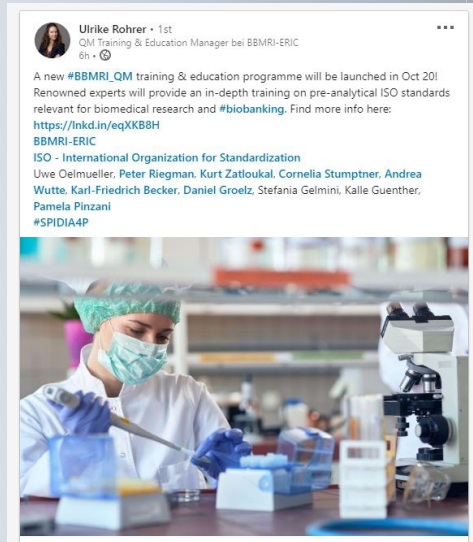 Ulrike Rohrer • 1st
QM Training & Education Manager bei BBMRI-ERIC
6h •
A new #BBMRI_QM training & education programme will be launched in Oct 20!
Renowned experts will provide an in-depth training on pre-analytical ISO standards
relevant for biomedical research and #biobanking. Find more info here:
https://lnkd.in/eqXKB8H
BBMRI-ERIC
ISO - International Organization for Standardization
Uwe Oelmueller, Peter Riegman, Kurt Zatloukal, Cornelia Stumptner, Andrea
Wutte, Karl-Friedrich Becker, Daniel Groelz, Stefania Gelmini, Kalle Guenther,
Pamela Pinzani
#SPIDIA4P